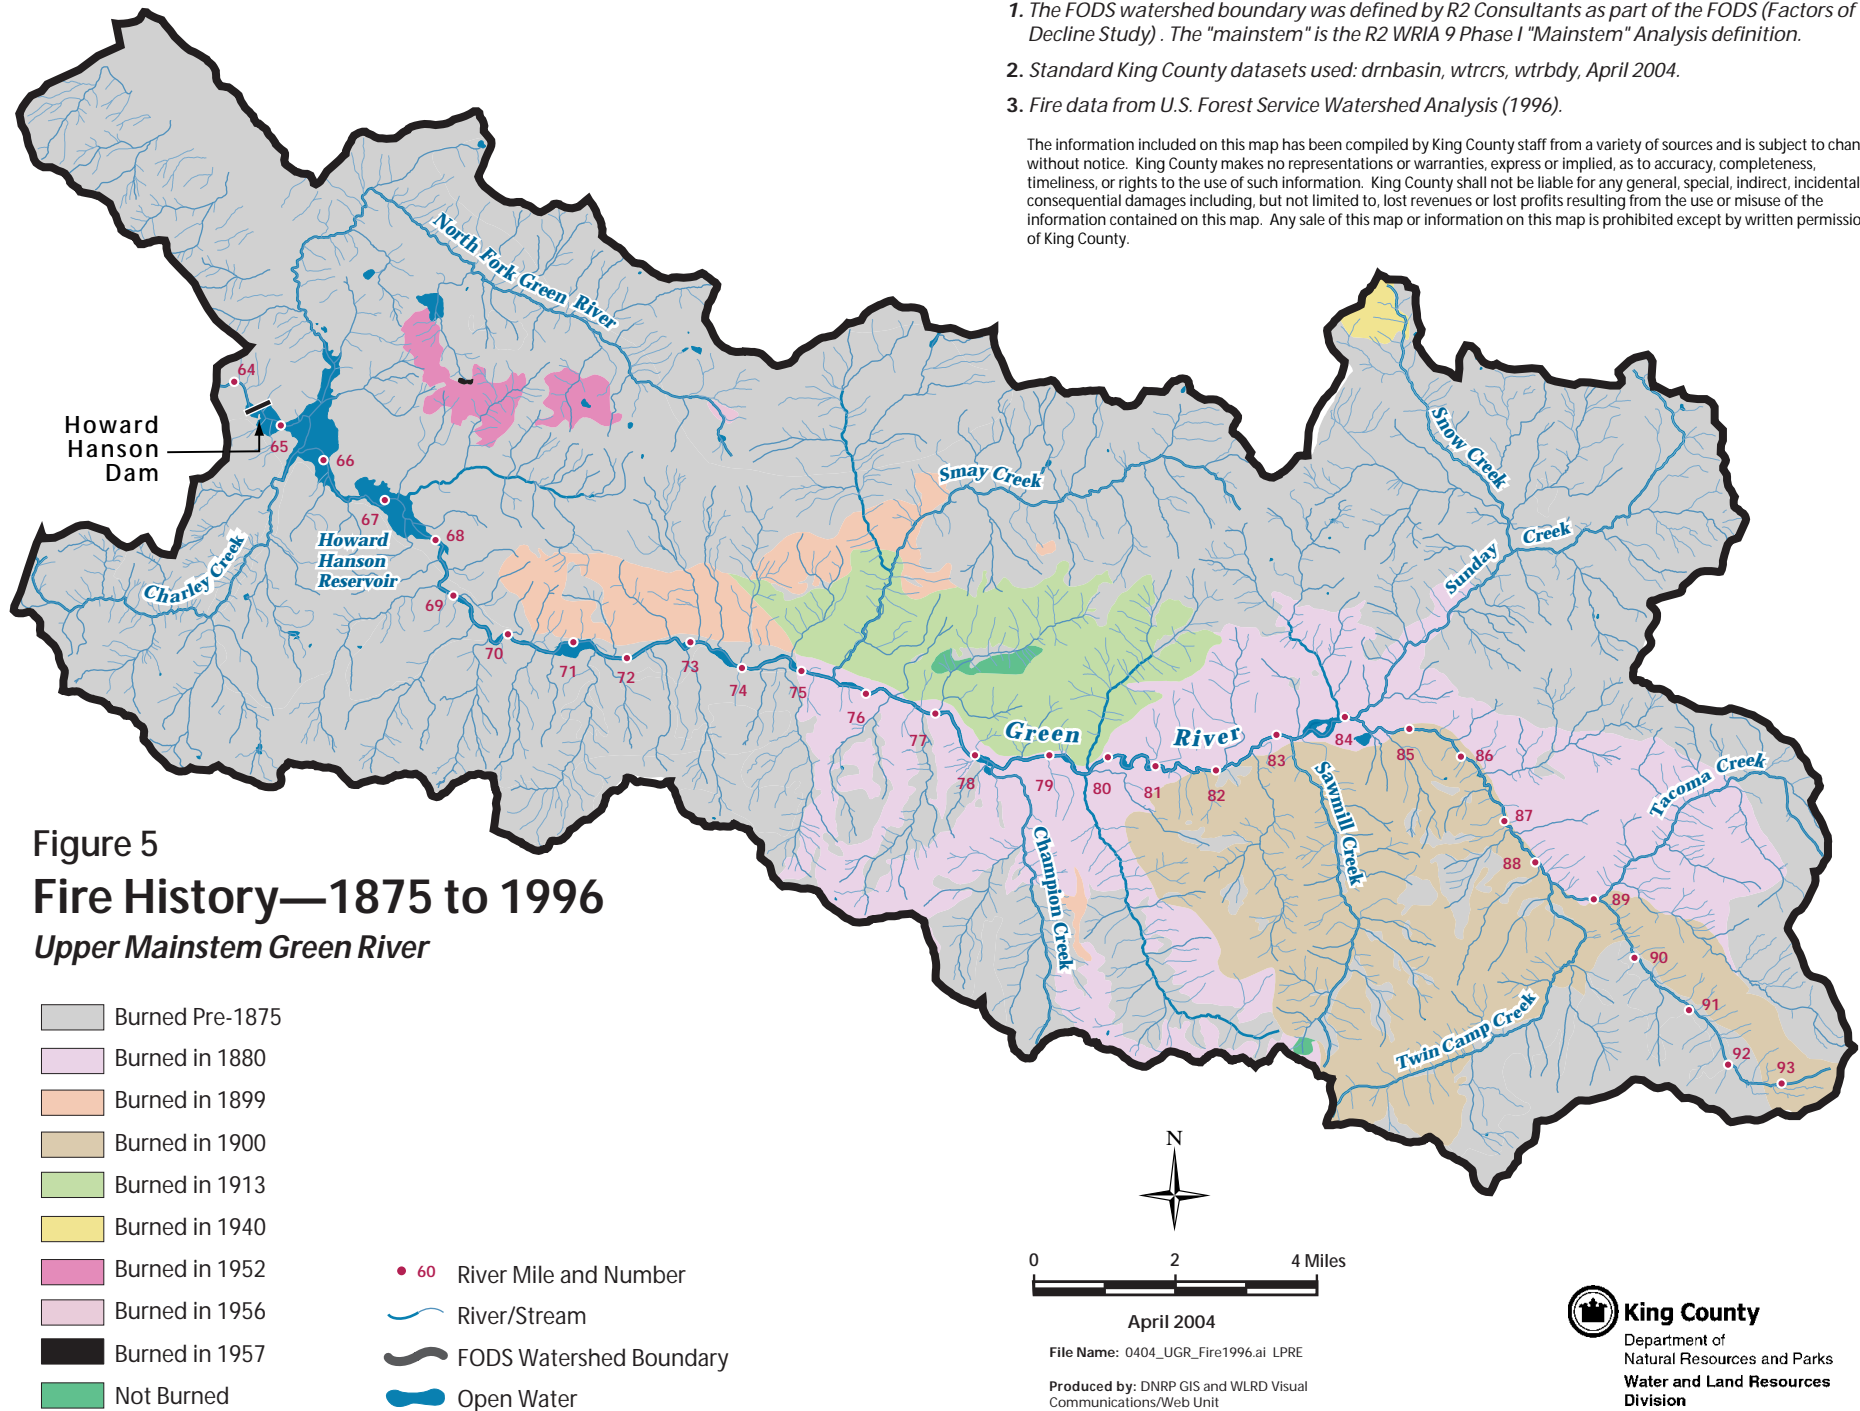 1. The FODS watershed boundary was defined by R2 Consultants as part of the FODS (Factors of
Decline Study) . The "mainstem" is the R2 WRIA 9 Phase I "Mainstem" Analysis definition.
2. Standard King County datasets used: drnbasin, wtrcrs, wtrbdy, April 2004.
3. Fire data from U.S. Forest Service Watershed Analysis (1996).
The information included on this map has been compiled by King County staff from a variety of sources and is subject to chan
without notice. King County makes no representations or warranties, express or implied, as to accuracy, completeness,
timeliness, or rights to the use of such information. King County shall not be liable for any general, special, indirect, incidental
consequential damages including, but not limited to, lost revenues or lost profits resulting from the use or misuse of the
information contained on this map. Any sale of this map or information on this map is prohibited except by written permissio
of King County.
North Fork Green River
64
Howard
Hanson
Dam
65
66
67
68
Howard
Hanson
Reservoir
Charley Creek
69
70
71
72
73
74
75
76
77
78
79
80
81
82
83
84
85
86
87
88
89
90
91
92
93
Smay Creek
Snow Creek
Sunday
Creek
Green
River
Sawmill Creek
Champion Creek
Tacoma Creek
Twin Camp Creek
Figure 5
Fire History—1875 to 1996
Upper Mainstem Green River
Burned Pre-1875
Burned in 1880
Burned in 1899
Burned in 1900
Burned in 1913
Burned in 1940
Burned in 1952
Burned in 1956
Burned in 1957
Not Burned
60 River Mile and Number
River/Stream
FODS Watershed Boundary
Open Water
N
0 2 4 Miles
April 2004
File Name: 0404_UGR_Fire1996.ai LPRE
Produced by: DNRP GIS and WLRD Visual
Communications/Web Unit
King County
Department of
Natural Resources and Parks
Water and Land Resources
Division